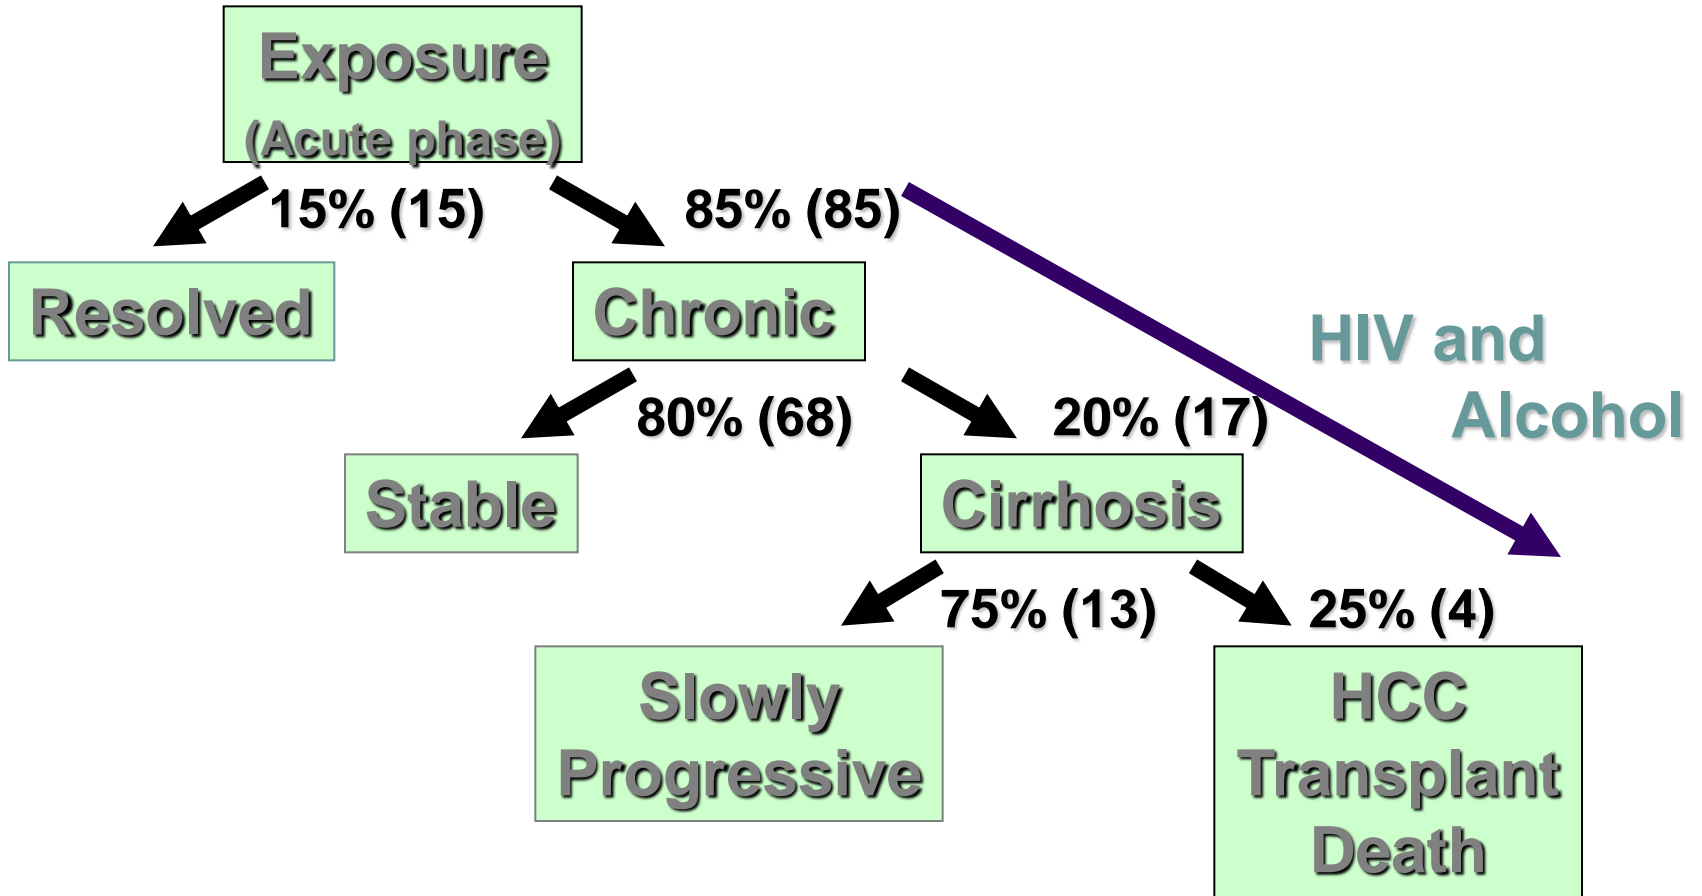 Exposure
(Acute phase)
15% (15)
85% (85)
Resolved
Chronic
HIV and
Alcohol
80% (68)
20% (17)
Stable
Cirrhosis
75% (13)
25% (4)
Slowly
Progressive
HCC
Transplant
Death